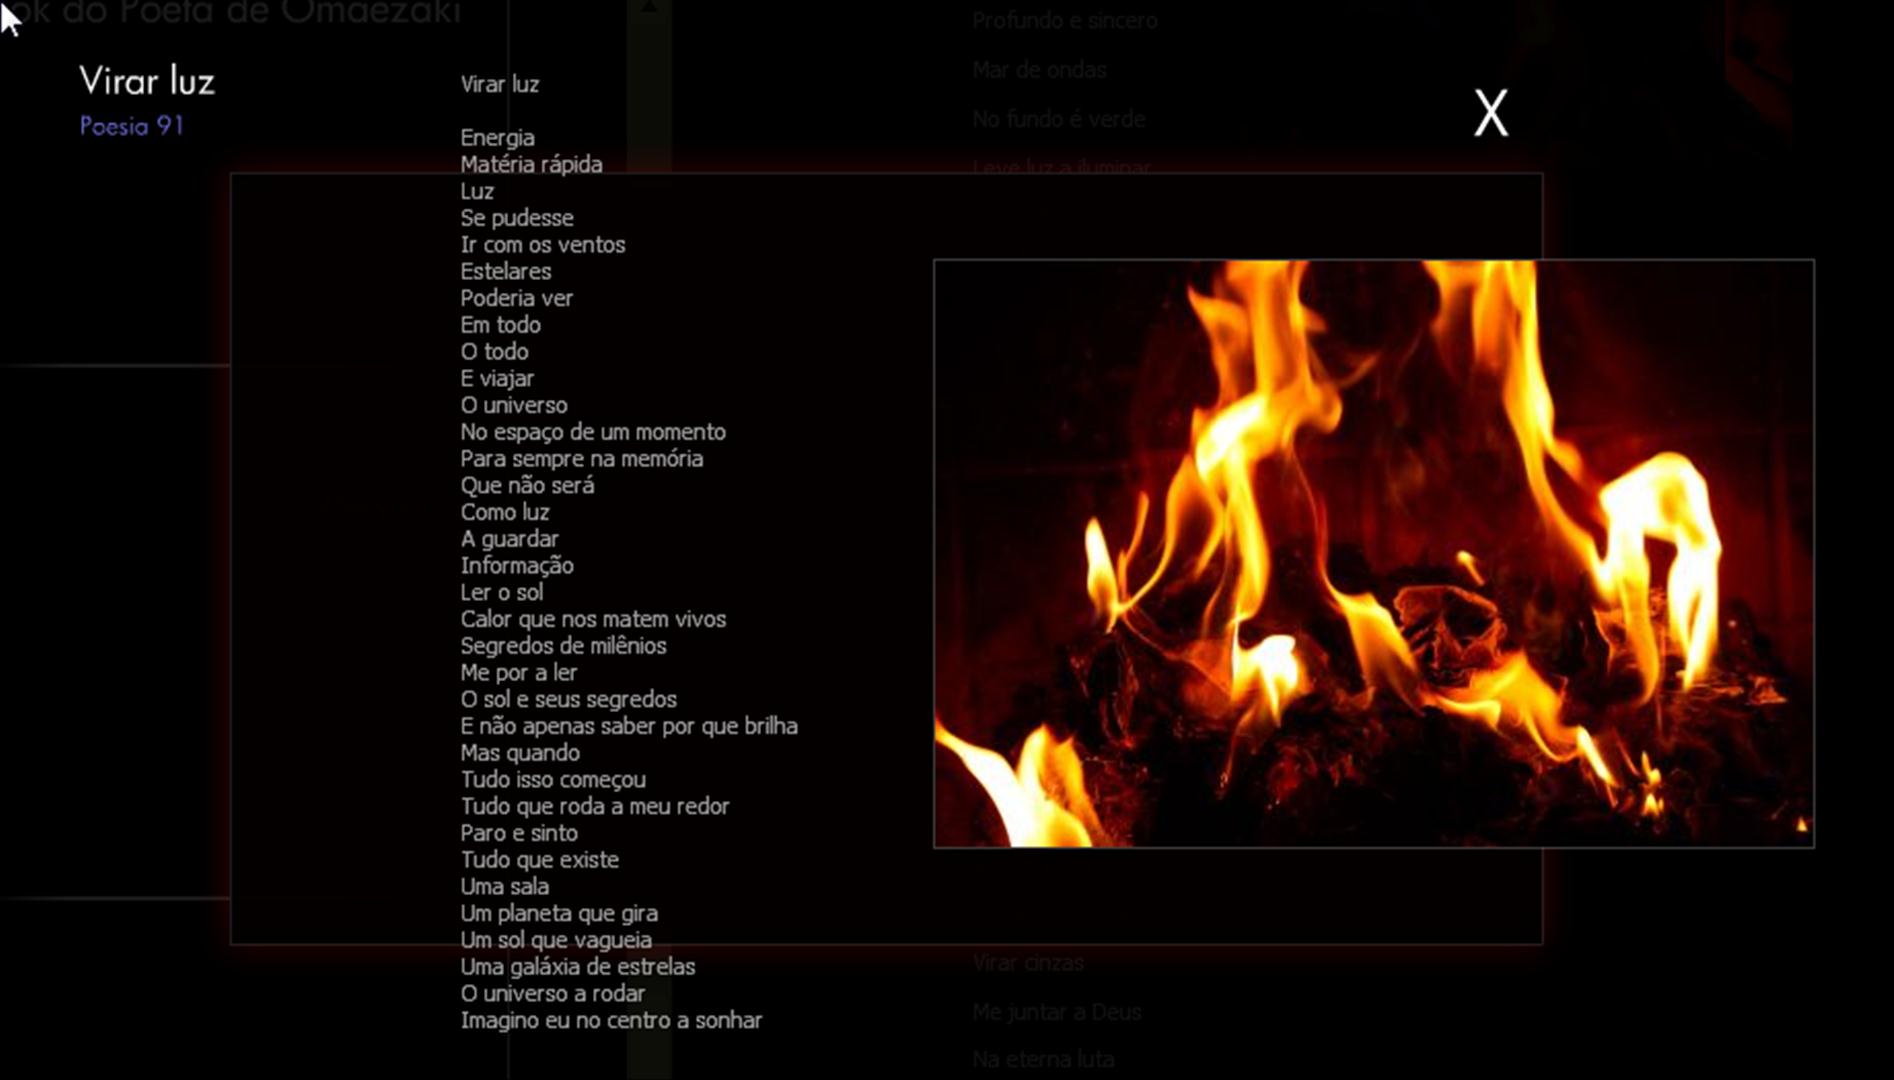 ok do Poeta de Omaezaki
Virar luz
Poesia 91
Virar luz
Energia
Matéria rápida
Luz
Se pudesse
Ir com os ventos
Estelares
Poderia ver
Em todo
O todo
E viajar
O universo
No espaço de um momento
Para sempre na memória
Que não será
Como luz
A guardar
Informação
Ler o sol
Calor que nos matem vivos
Segredos de milênios
Me por a ler
O sol e seus segredos
E não apenas saber por que brilha
Mas quando
Tudo isso começou
Tudo que roda a meu redor
Paro e sinto
Tudo que existe
Uma sala
Um planeta que gira
Um sol que vagueia
Uma galáxia de estrelas
O universo a rodar
Imagino eu no centro a sonhar
Profundo e sincero
Mar de ondas
No fundo é verde
Leve luz a iluminar
X
Virar cinzas
Me juntar a Deus
Na eterna luta